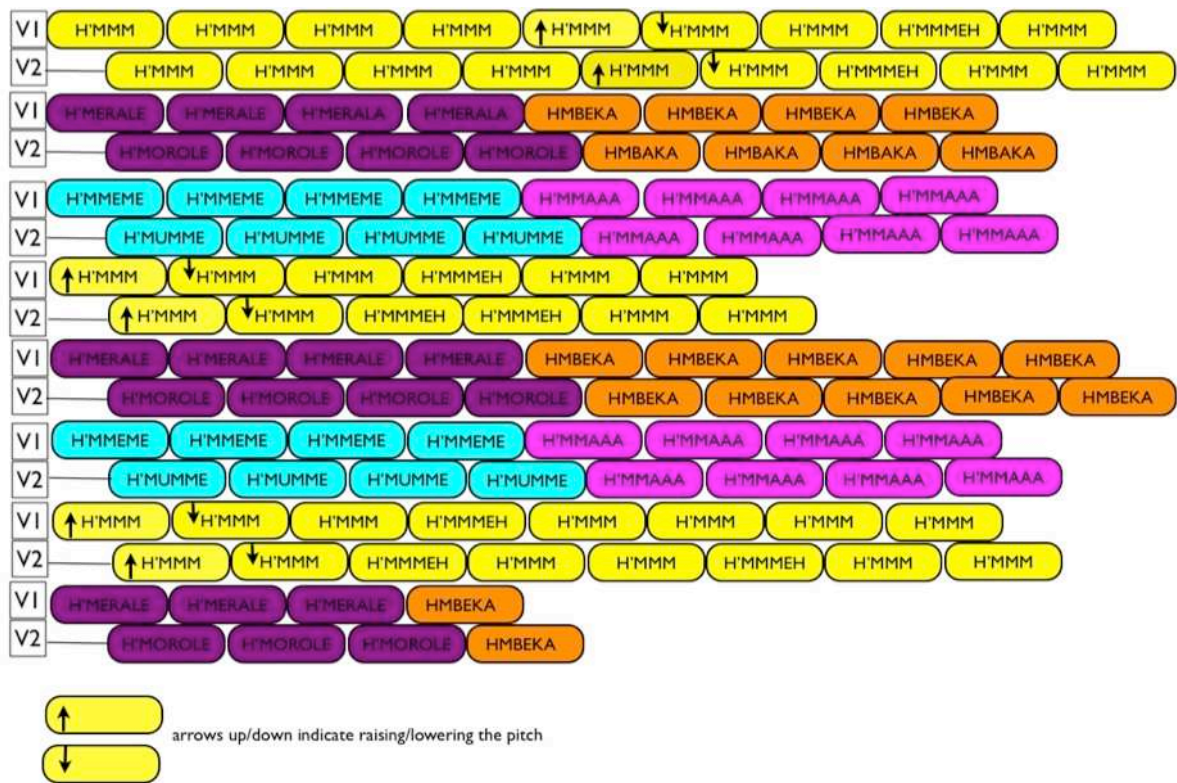 V1 H'MMM H'MMM H'MMM H'MMM H'MMM H'MMM H'MMM H'MMMEH H'MMM
V2 H'MMM H'MMM H'MMM H'MMM H'MMM H'MMM H'MMMEH H'MMM H'MMM
V1 H'MERALE H'MERALE H'MERALA H'MERALA HMBEKA HMBEKA HMBEKA HMBEKA
V2 H'MOROLE H'MOROLE H'MOROLE H'MOROLE HMBAKA HMBAKA HMBAKA HMBAKA
V1 H'MMEME H'MMEME H'MMEME H'MMEME H'MMAAA H'MMAAA H'MMAAA H'MMAAA
V2 H'MUMME H'MUMME H'MUMME H'MUMME H'MMAAA H'MMAAA H'MMAAA H'MMAAA
V1 H'MMM H'MMM H'MMM H'MMMEH H'MMM H'MMM
V2 H'MMM H'MMM H'MMMEH H'MMMEH H'MMM H'MMM
V1 H'MERALE H'MERALE H'MERALE H'MERALE HMBEKA HMBEKA HMBEKA HMBEKA HMBEKA
V2 H'MOROLE H'MOROLE H'MOROLE H'MOROLE HMBEKA HMBEKA HMBEKA HMBEKA HMBEKA
V1 H'MMEME H'MMEME H'MMEME H'MMEME H'MMAAA H'MMAAA H'MMAAA H'MMAAA
V2 H'MUMME H'MUMME H'MUMME H'MUMME H'MMAAA H'MMAAA H'MMAAA H'MMAAA
V1 H'MMM H'MMM H'MMM H'MMMEH H'MMM H'MMM H'MMM H'MMM
V2 H'MMM H'MMM H'MMMEH H'MMM H'MMM H'MMMEH H'MMM H'MMM
V1 H'MERALE H'MERALE H'MERALE HMBEKA
V2 H'MOROLE H'MOROLE H'MOROLE HMBEKA
arrows up/down indicate raising/lowering the pitch